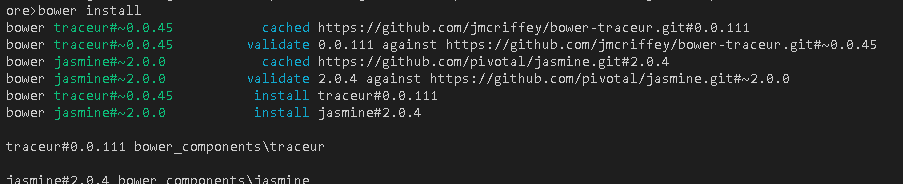 ore>bower install
bower traceur#~0.0.45 cached https://github.com/jmcriffey/bower-traceur.git#0.0.111
bower traceur#~0.0.45 validate 0.0.111 against https://github.com/jmcriffey/bower-traceur.git#~0.0.45
bower jasmine#~2.0.0 cached https://github.com/pivotal/jasmine.git#2.0.4
bower jasmine#~2.0.0 validate 2.0.4 against https://github.com/pivotal/jasmine.git#~2.0.0
bower traceur#~0.0.45 install traceur#0.0.111
bower jasmine#~2.0.0 install jasmine#2.0.4
traceur#0.0.111 bower_components\traceur
jasmine#2.0.4 bower_components\jasmine